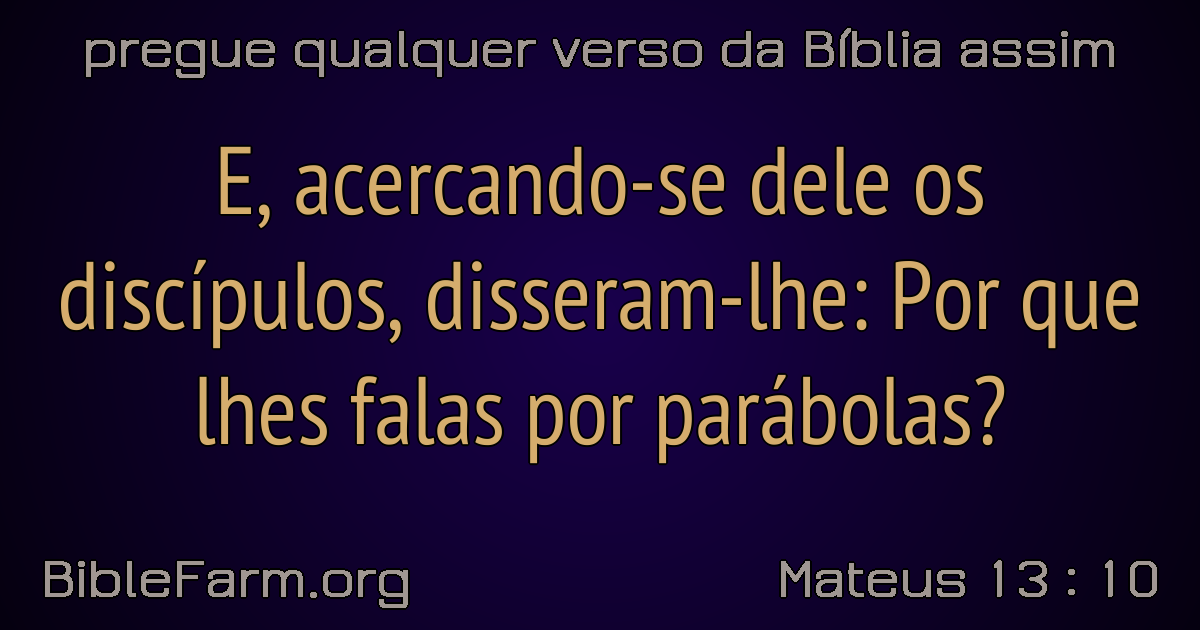 pregue qualquer verso da Bíblia assim
E, acercando-se dele os
discípulos, disseram-lhe: Por que
lhes falas por parábolas?
BibleFarm.org
Mateus 13 : 10